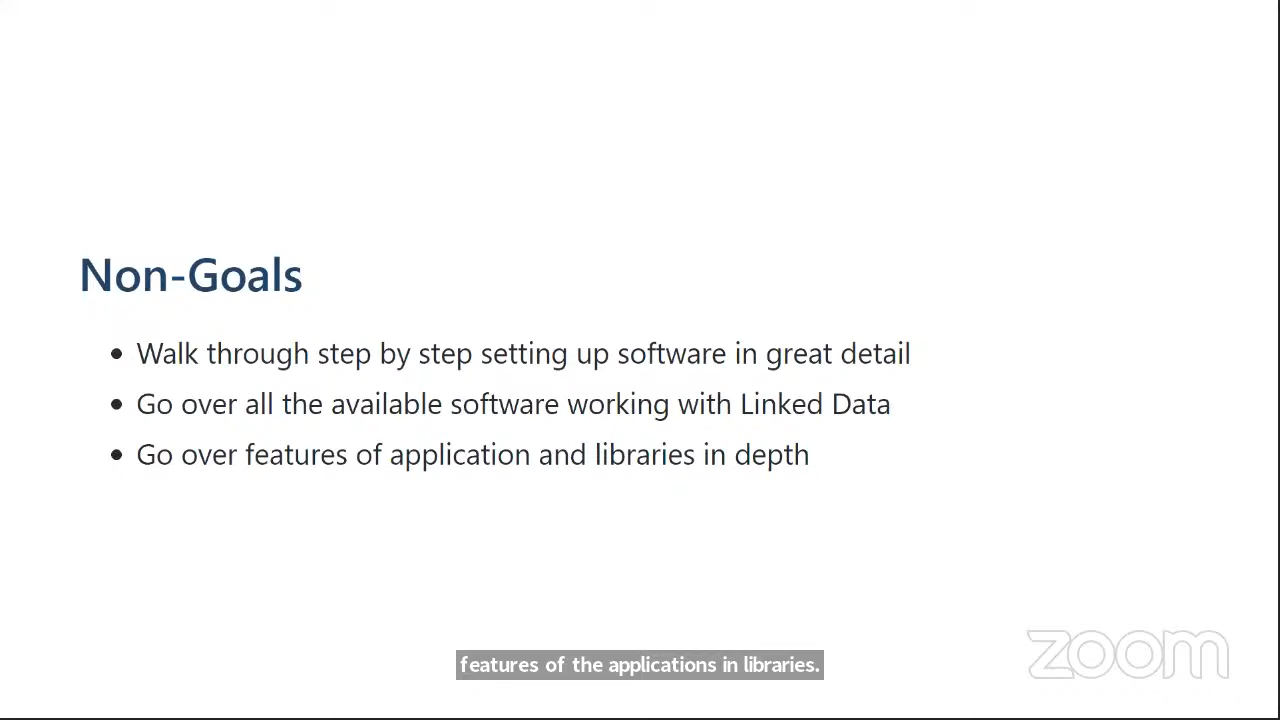 Non-Goals
Walk through step by step setting up software in great detail
Go over all the available software working with Linked Data
Go over features of application and libraries in depth
features of the applications in libraries.
zoom